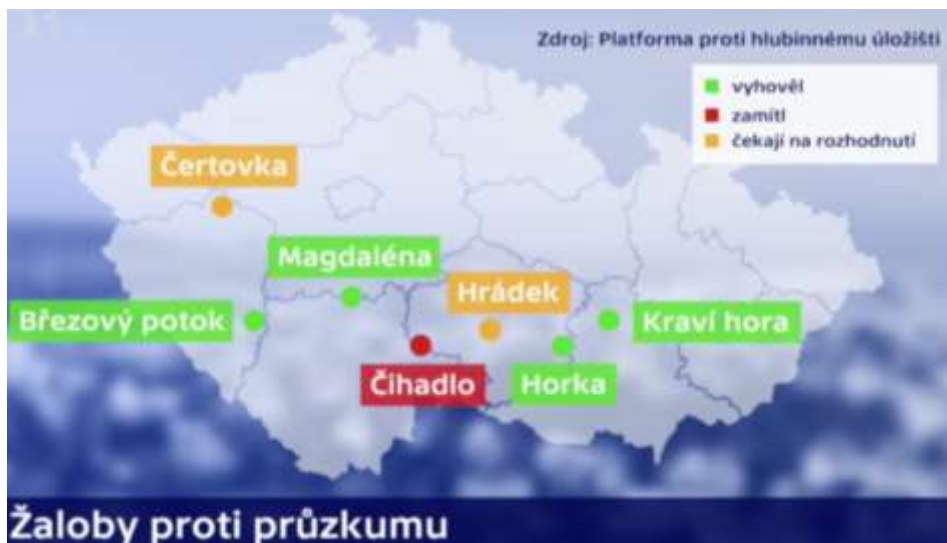 Zdroj: Platforma proti hlubinnému úložišti
vyhověl
zamítl
čekají na rozhodnutí
Čertovka
Magdaléna
Hrádek
Březový potok
Kraví hora
Čihadlo
Horka
Žaloby proti průzkumu